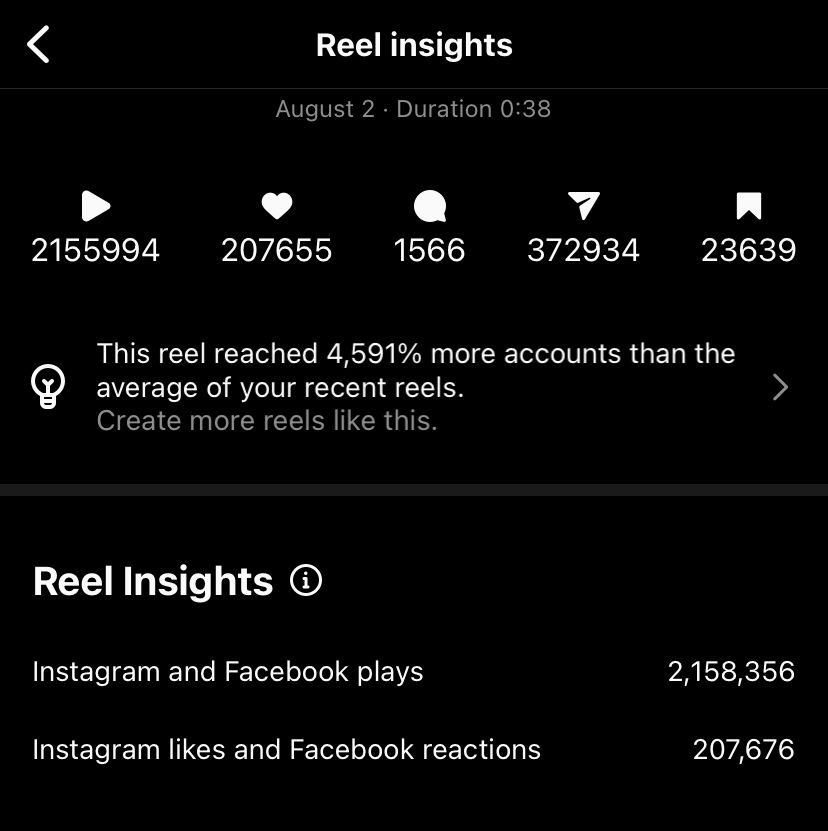 Reel insights
August 2 · Duration 0:38
2155994 207655 1566 372934 23639
This reel reached 4,591% more accounts than the
average of your recent reels.
Create more reels like this.
Reel Insights
Instagram and Facebook plays 2,158,356
Instagram likes and Facebook reactions 207,676